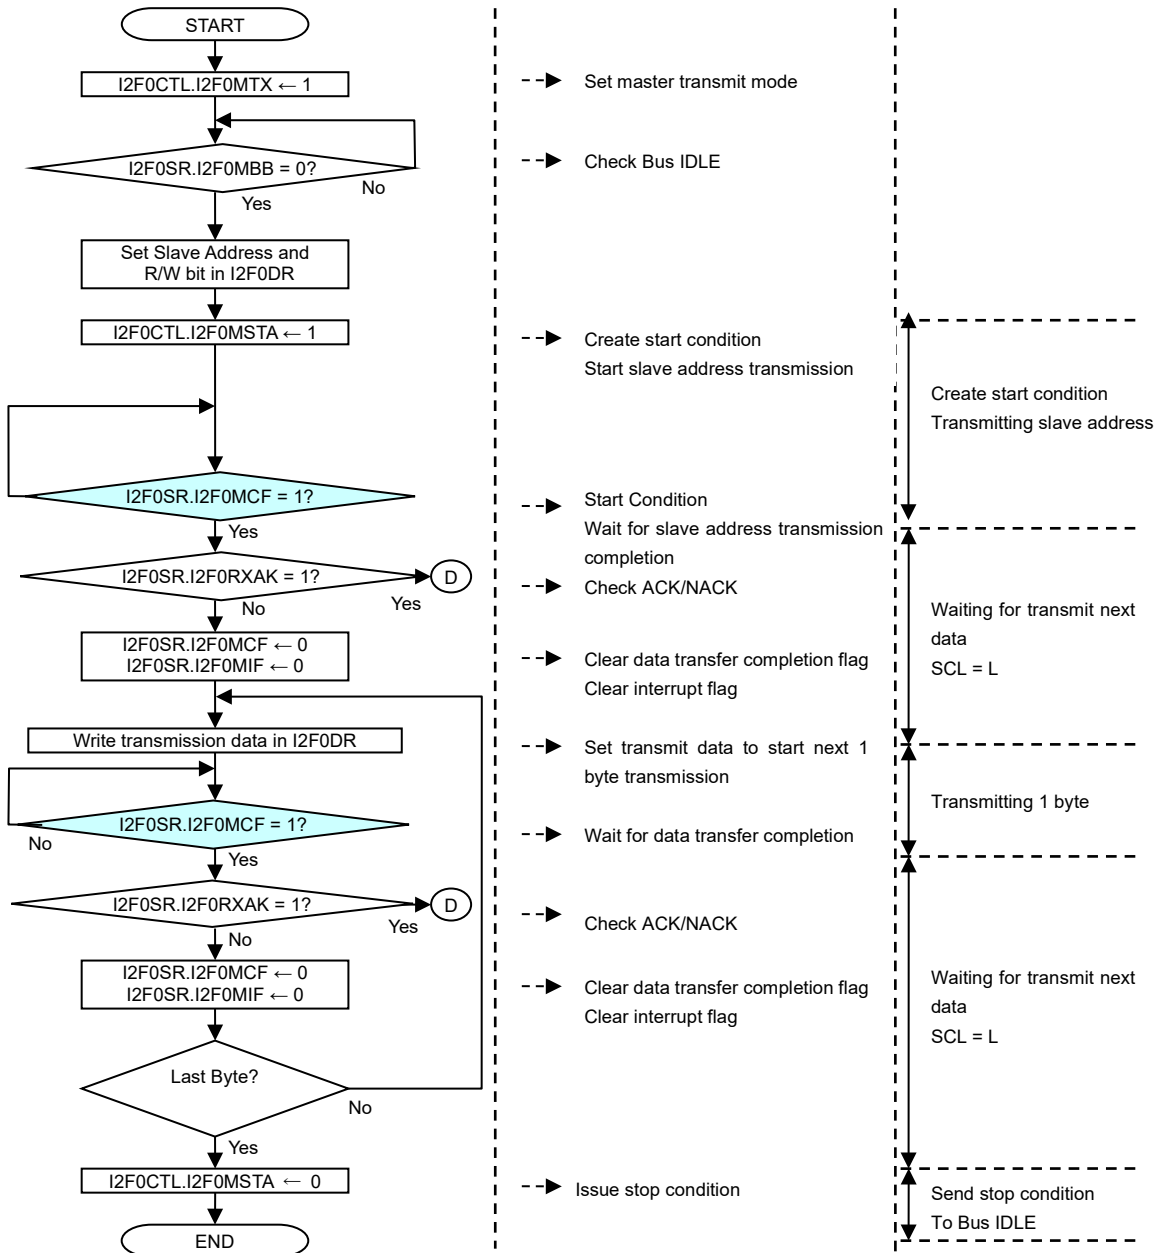 START
I2F0CTL.I2F0MTX ← 1
Set master transmit mode
I2F0SR.I2F0MBB = 0?
Check Bus IDLE
No
Yes
Set Slave Address and
R/W bit in I2F0DR
I2F0CTL.I2F0MSTA ← 1
Create start condition
Start slave address transmission
Create start condition
Transmitting slave address
I2F0SR.I2F0MCF = 1?
Start Condition
Wait for slave address transmission
completion
Yes
I2F0SR.I2F0RXAK = 1?
D
Check ACK/NACK
Yes
No
Waiting for transmit next
data
SCL = L
I2F0SR.I2F0MCF ← 0
I2F0SR.I2F0MIF ← 0
Clear data transfer completion flag
Clear interrupt flag
Write transmission data in I2F0DR
Set transmit data to start next 1
byte transmission
Transmitting 1 byte
I2F0SR.I2F0MCF = 1?
Wait for data transfer completion
No
Yes
I2F0SR.I2F0RXAK = 1?
D
Check ACK/NACK
Yes
No
I2F0SR.I2F0MCF ← 0
I2F0SR.I2F0MIF ← 0
Clear data transfer completion flag
Clear interrupt flag
Waiting for transmit next
data
SCL = L
Last Byte?
No
Yes
I2F0CTL.I2F0MSTA ← 0
Issue stop condition
Send stop condition
To Bus IDLE
END